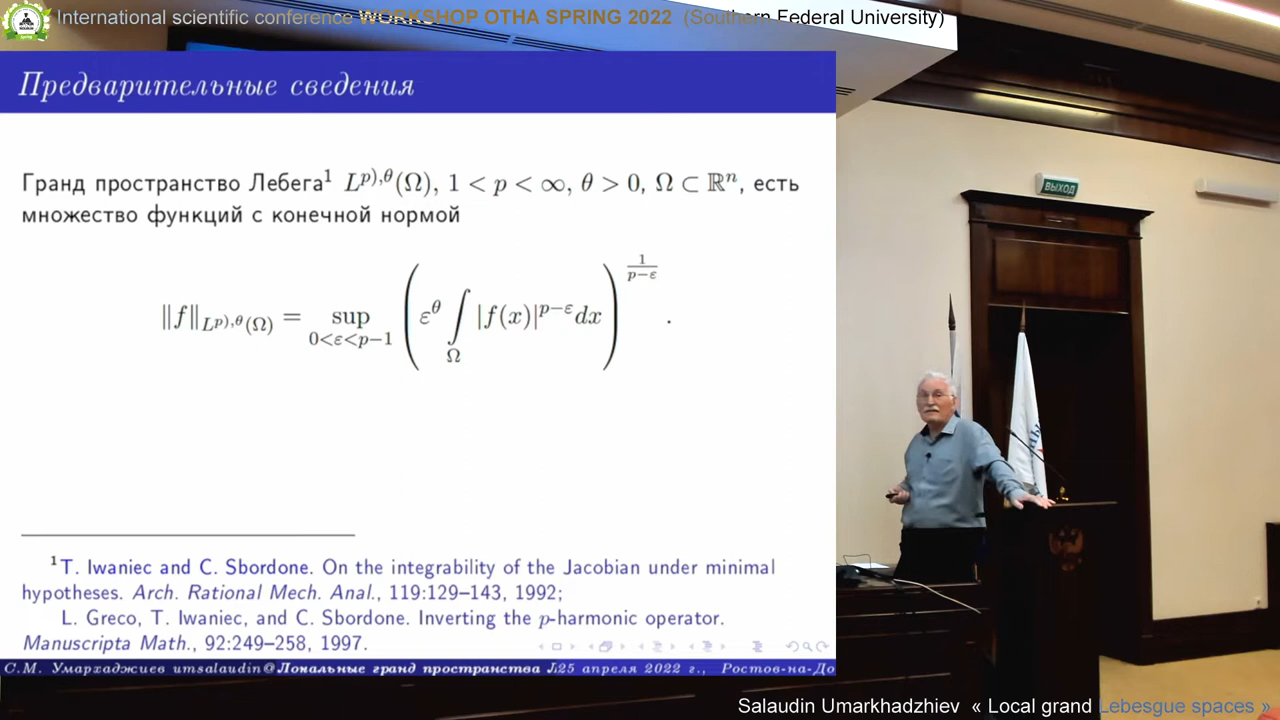 International scientific conference WORKSHOP OTHA SPRING 2022 (Southern Federal University)
Предварительные сведения
ВЫХОД
Гранд пространство Лебега¹ L^{p),θ}(Ω), 1 < p < ∞, θ > 0, Ω ⊂ ℝⁿ, есть
множество функций с конечной нормой
‖f‖_{L^{p),θ}(Ω)} = sup_{0<ε<p−1} ( ε^θ ∫_Ω |f(x)|^{p−ε} dx )^{1/(p−ε)} .
¹T. Iwaniec and C. Sbordone. On the integrability of the Jacobian under minimal
hypotheses. Arch. Rational Mech. Anal., 119:129–143, 1992;
L. Greco, T. Iwaniec, and C. Sbordone. Inverting the p-harmonic operator.
Manuscripta Math., 92:249–258, 1997.
С.М. Умархаджиев umsalaudin@ Локальные гранд пространства 25 апреля 2022 г., Ростов-на-До
Salaudin Umarkhadzhiev « Local grand Lebesgue spaces »